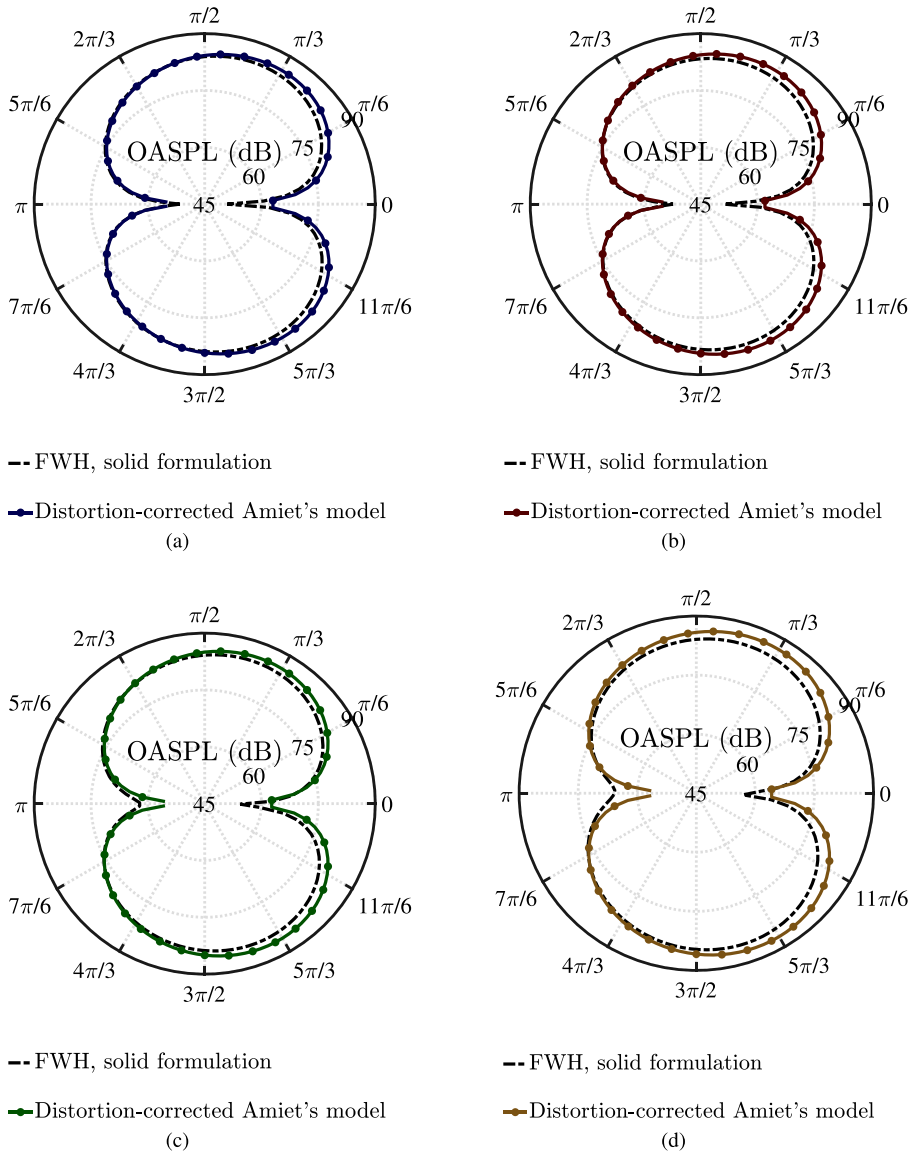 π/2
2π/3
π/3
5π/6
π/6
90
OASPL (dB)
75
60
π
45
0
7π/6
11π/6
4π/3
5π/3
3π/2
FWH, solid formulation
Distortion-corrected Amiet's model
(a)
π/2
2π/3
π/3
5π/6
π/6
90
OASPL (dB)
75
60
π
45
0
7π/6
11π/6
4π/3
5π/3
3π/2
FWH, solid formulation
Distortion-corrected Amiet's model
(b)
π/2
2π/3
π/3
5π/6
π/6
90
OASPL (dB)
75
60
π
45
0
7π/6
11π/6
4π/3
5π/3
3π/2
FWH, solid formulation
Distortion-corrected Amiet's model
(c)
π/2
2π/3
π/3
5π/6
π/6
90
OASPL (dB)
75
60
π
45
0
7π/6
11π/6
4π/3
5π/3
3π/2
FWH, solid formulation
Distortion-corrected Amiet's model
(d)